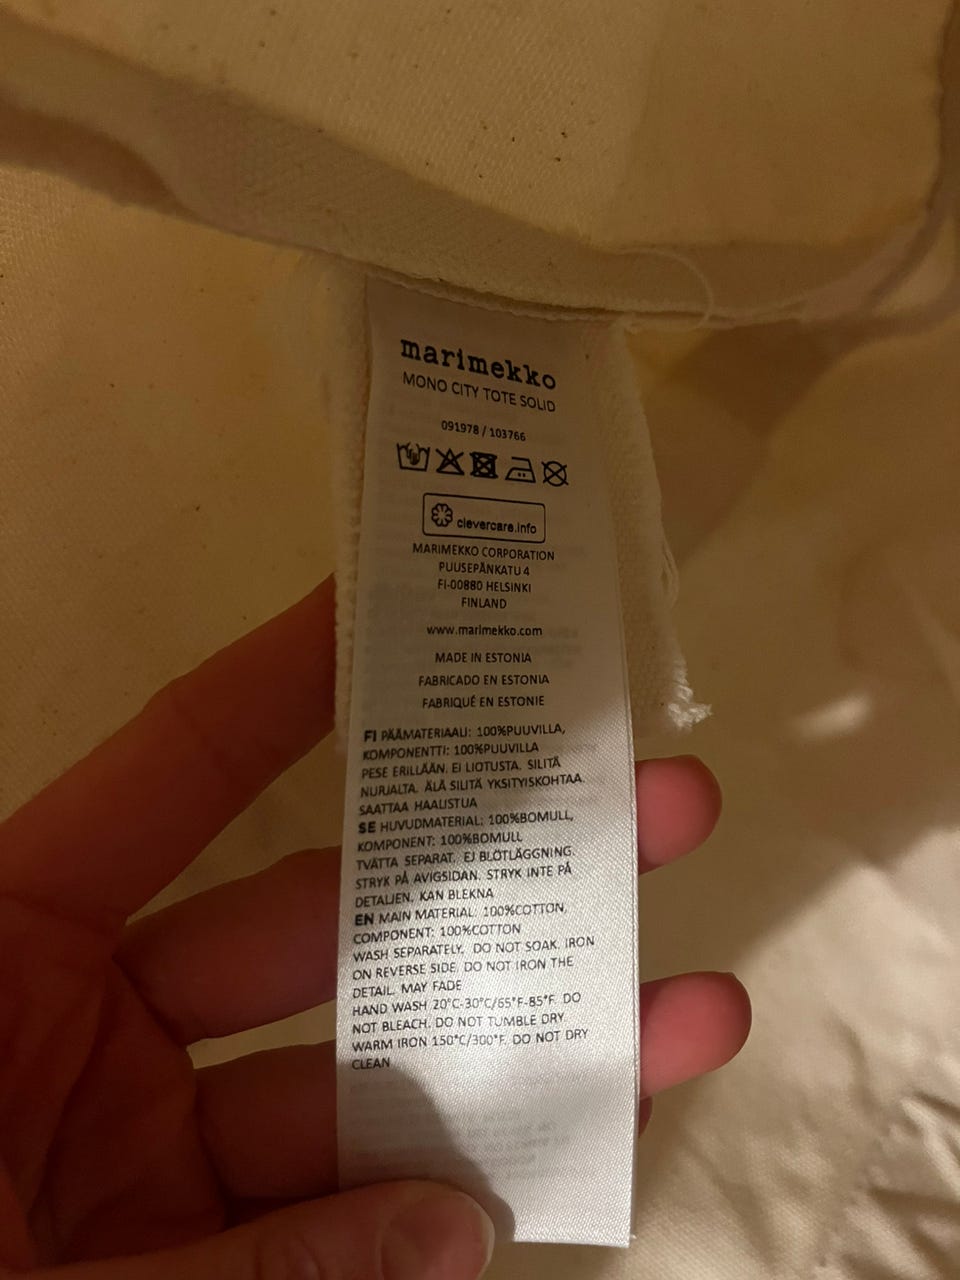 marimekko
MONO CITY TOTE SOLID
091978 / 103766
clevercare.info
MARIMEKKO CORPORATION
PUUSEPÄNKATU 4
FI-00880 HELSINKI
FINLAND
www.marimekko.com
MADE IN ESTONIA
FABRICADO EN ESTONIA
FABRIQUÉ EN ESTONIE
FI PÄÄMATERIAALI: 100%PUUVILLA,
KOMPONENTTI: 100%PUUVILLA
PESE ERILLÄÄN. EI LIOTUSTA. SILITÄ
NURJALTA. ÄLÄ SILITÄ YKSITYISKOHTAA.
SAATTAA HAALISTUA
SE HUVUDMATERIAL: 100%BOMULL,
KOMPONENT: 100%BOMULL
TVÄTTA SEPARAT. EJ BLÖTLÄGGNING.
STRYK PÅ AVIGSIDAN. STRYK INTE PÅ
DETALJEN. KAN BLEKNA
EN MAIN MATERIAL: 100%COTTON,
COMPONENT: 100%COTTON
WASH SEPARATELY. DO NOT SOAK. IRON
ON REVERSE SIDE. DO NOT IRON THE
DETAIL. MAY FADE
HAND WASH 20°C-30°C/65°F-85°F. DO
NOT BLEACH. DO NOT TUMBLE DRY.
WARM IRON 150°C/300°F. DO NOT DRY
CLEAN